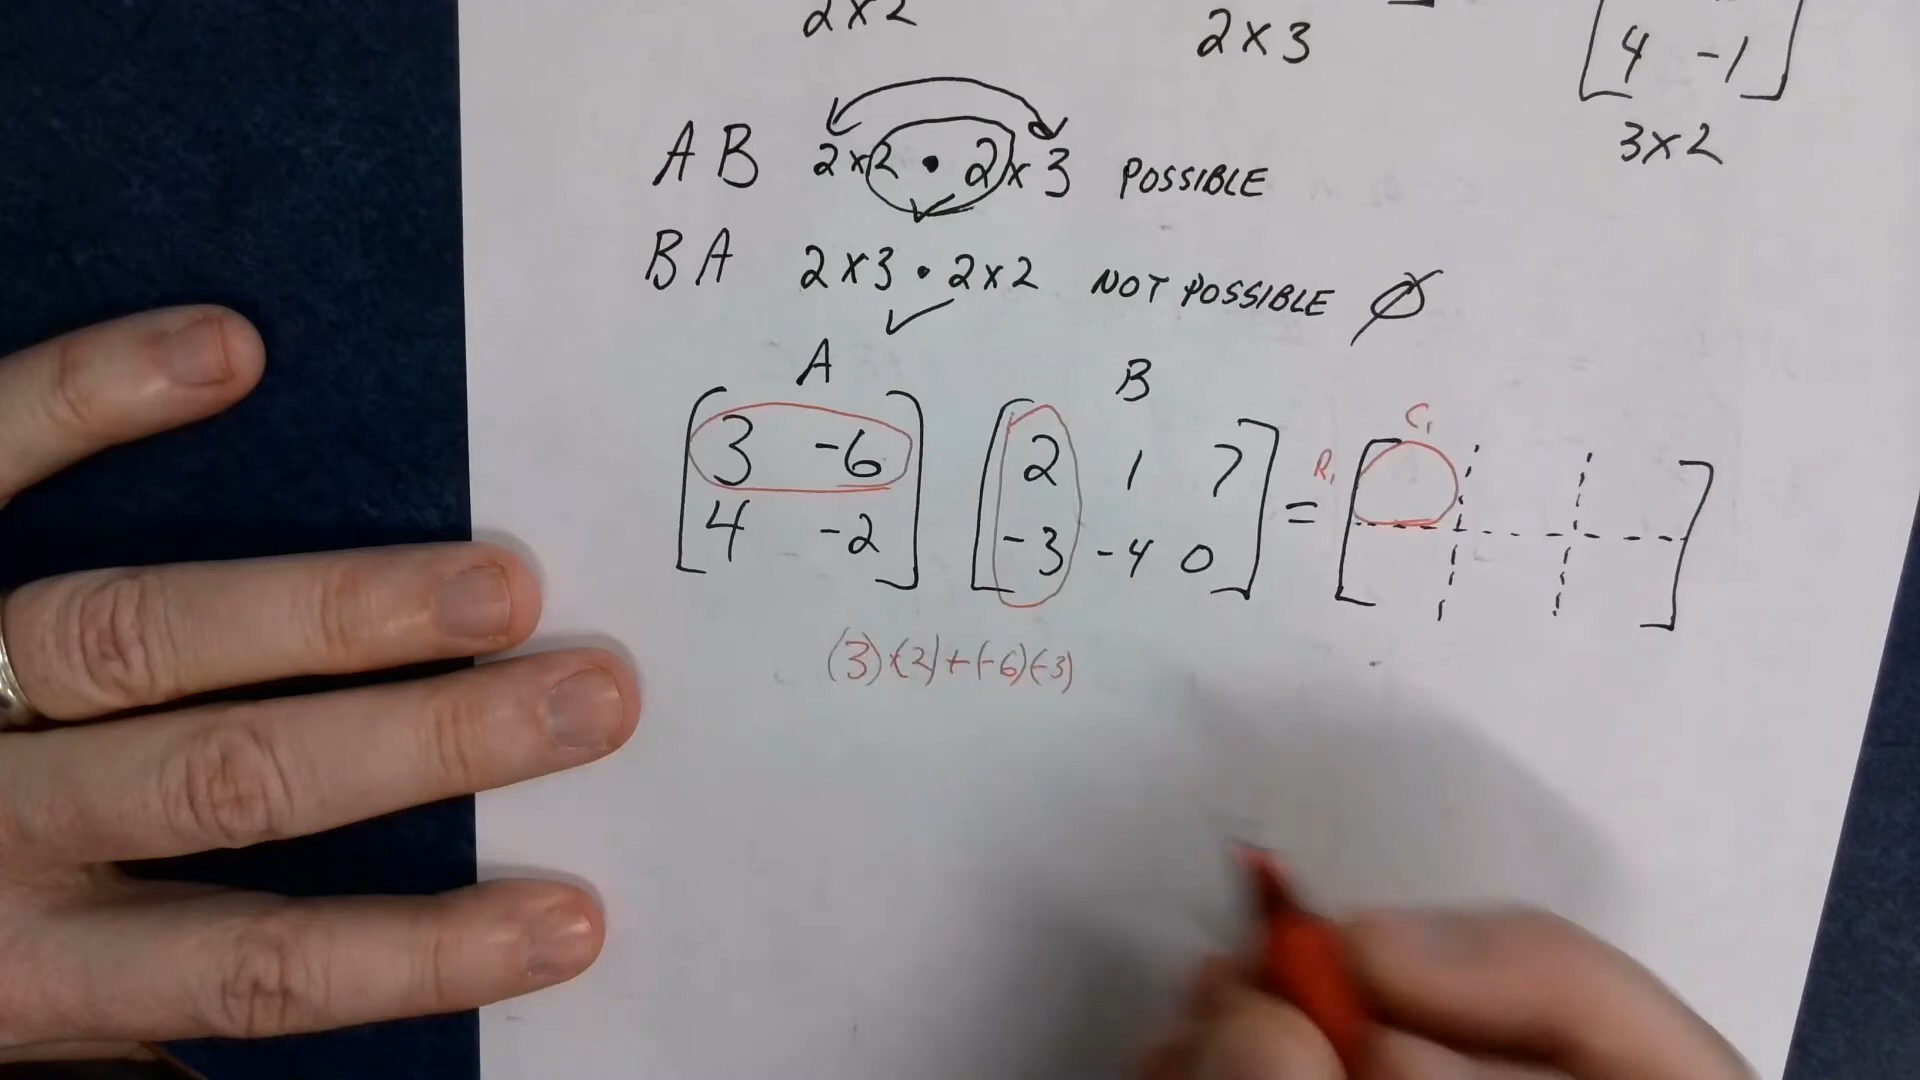 2x2 2x3 =
4 -1
3x2
AB 2x2 • 2x3 POSSIBLE
BA 2x3 • 2x2 NOT POSSIBLE ∅
A B
C₁
3 -6 2 1 7 R₁
=
4 -2 -3 -4 0
(3)•(2)+(-6)(-3)